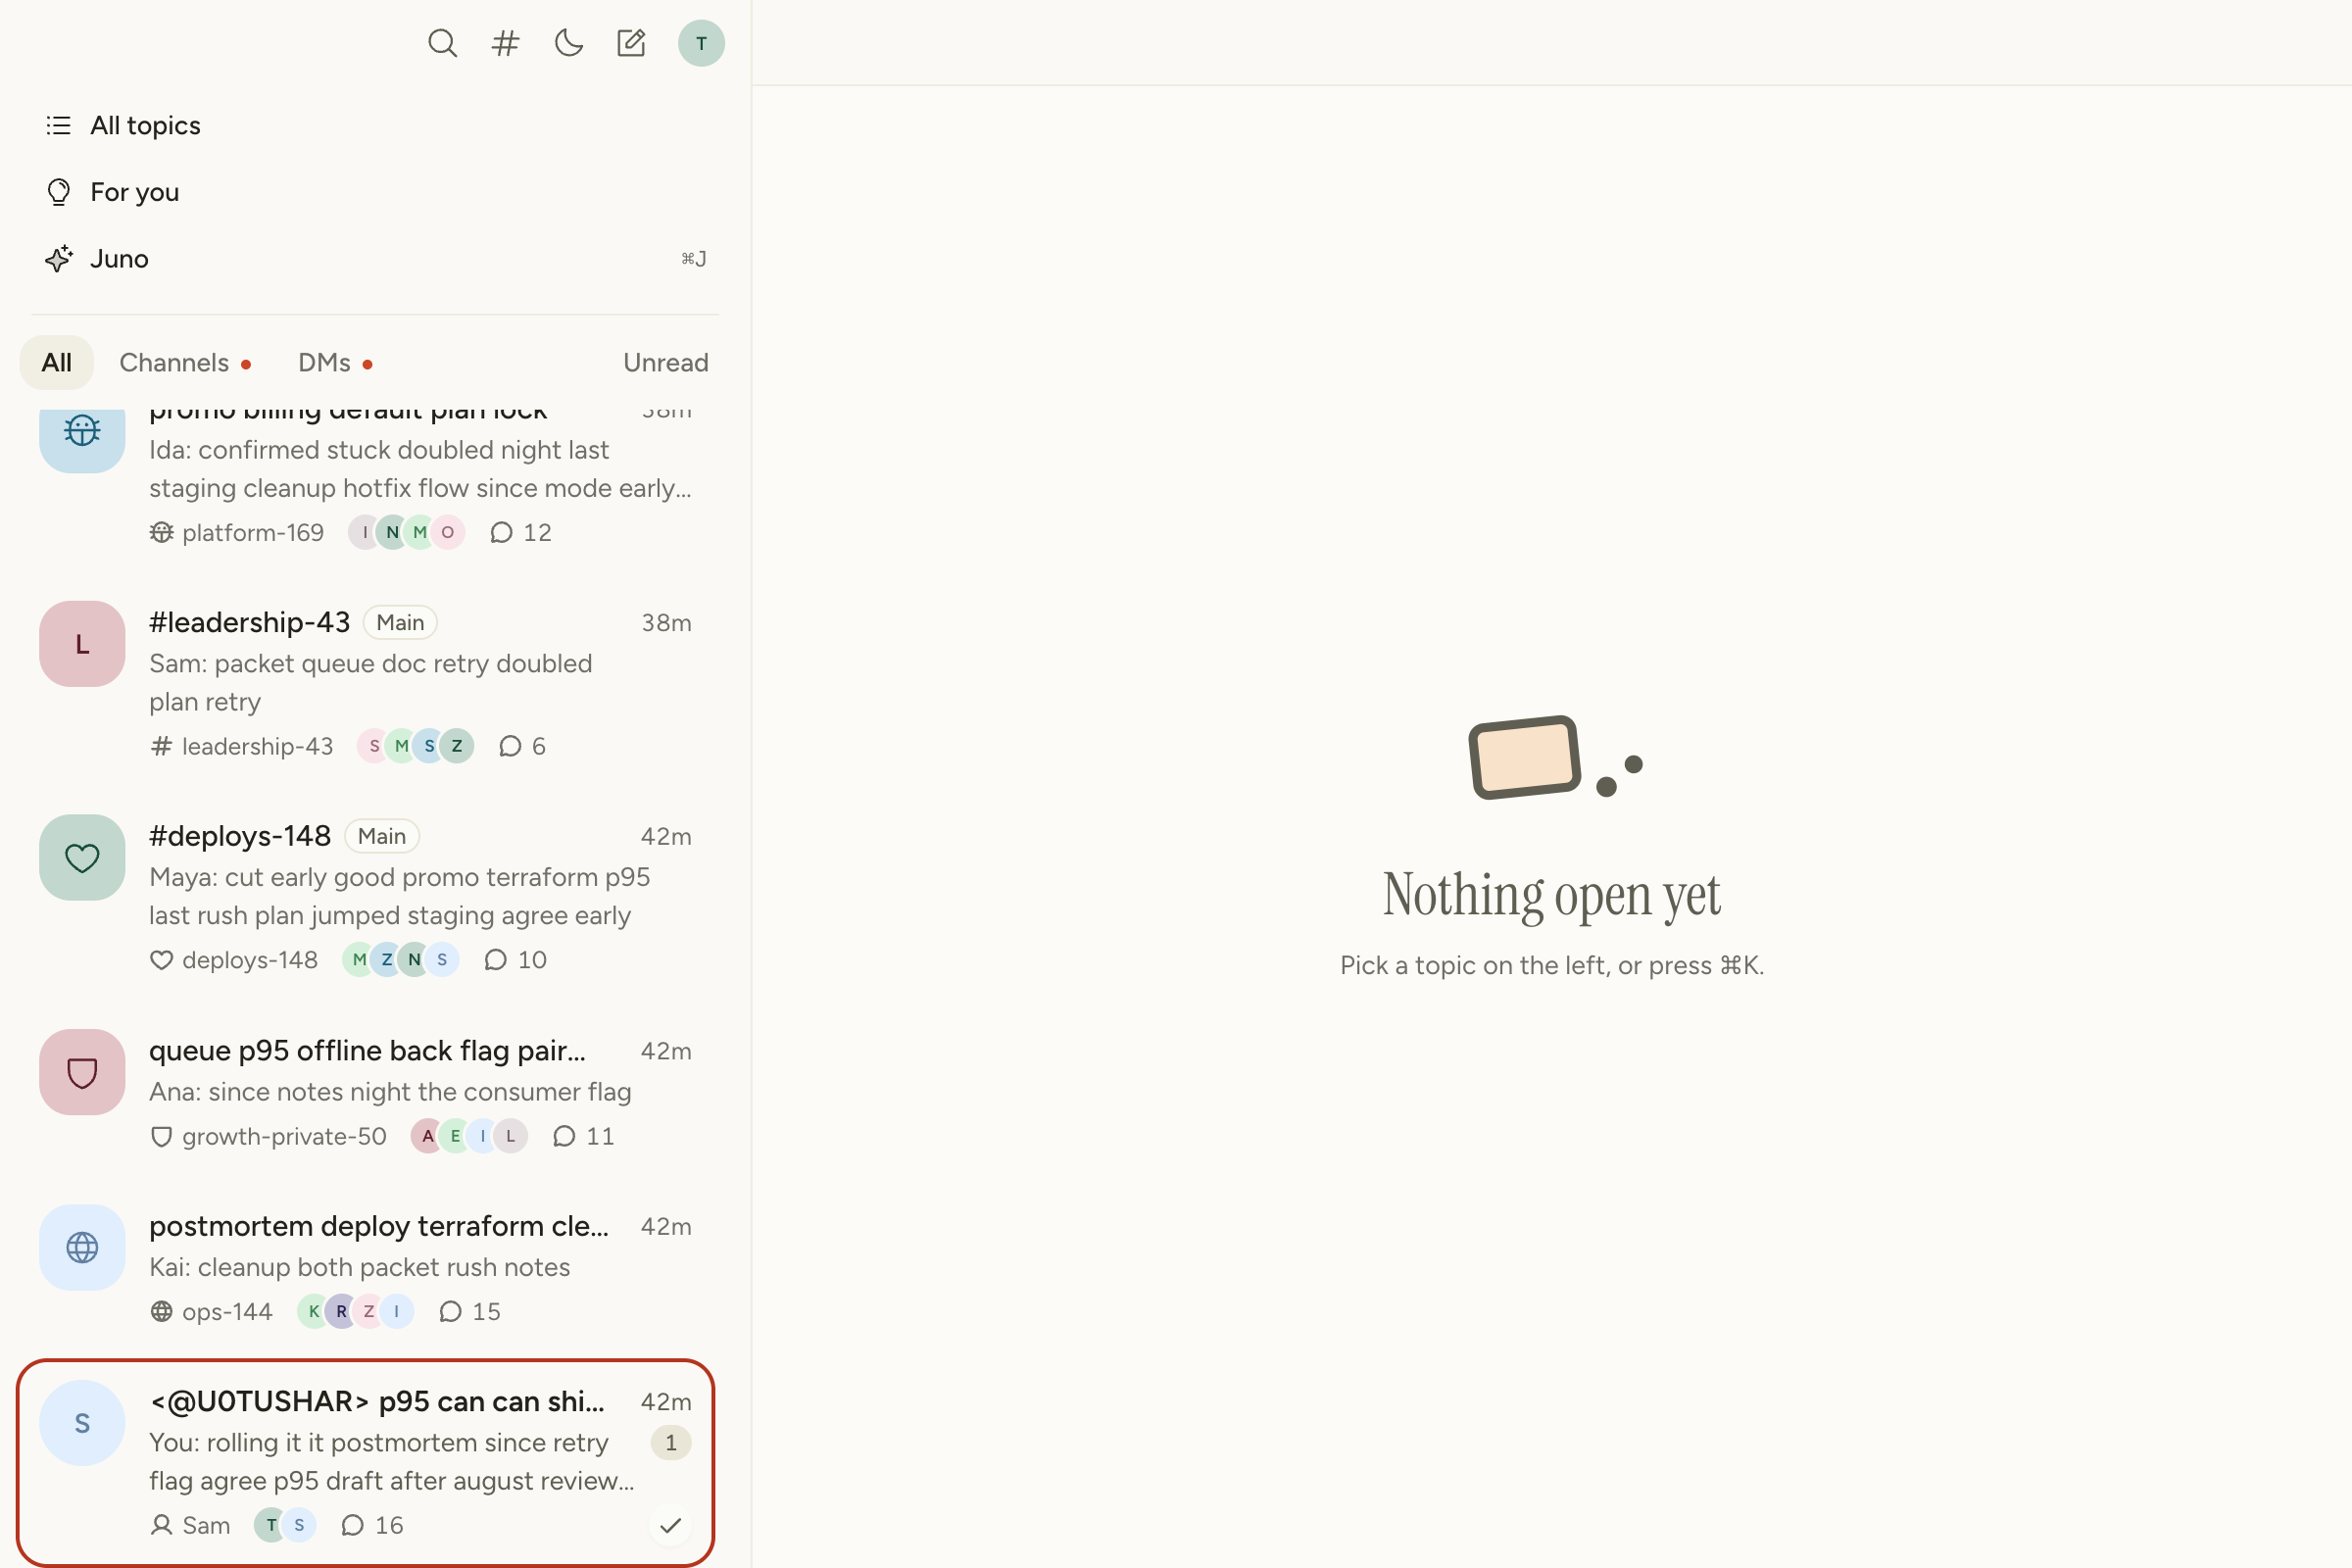 T
All topics
For you
Juno ⌘J
All Channels DMs Unread
promo billing default plan lock 38m
Ida: confirmed stuck doubled night last
staging cleanup hotfix flow since mode early...
platform-169 I N M O 12
L
#leadership-43 Main 38m
Sam: packet queue doc retry doubled
plan retry
leadership-43 S M S Z 6
#deploys-148 Main 42m
Maya: cut early good promo terraform p95
last rush plan jumped staging agree early
deploys-148 M Z N S 10
queue p95 offline back flag pair... 42m
Ana: since notes night the consumer flag
growth-private-50 A E I L 11
postmortem deploy terraform cle... 42m
Kai: cleanup both packet rush notes
ops-144 K R Z I 15
S
<@U0TUSHAR> p95 can can shi... 42m
You: rolling it it postmortem since retry 1
flag agree p95 draft after august review...
Sam T S 16
Nothing open yet
Pick a topic on the left, or press ⌘K.